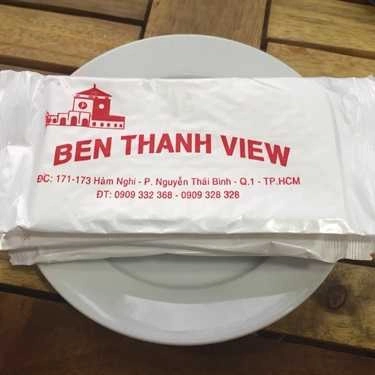 BEN THANH VIEW
ĐC: 171-173 Hàm Nghi - P. Nguyễn Thái Bình - Q.1 - TP.HCM
ĐT: 0909 332 368 - 0909 328 328